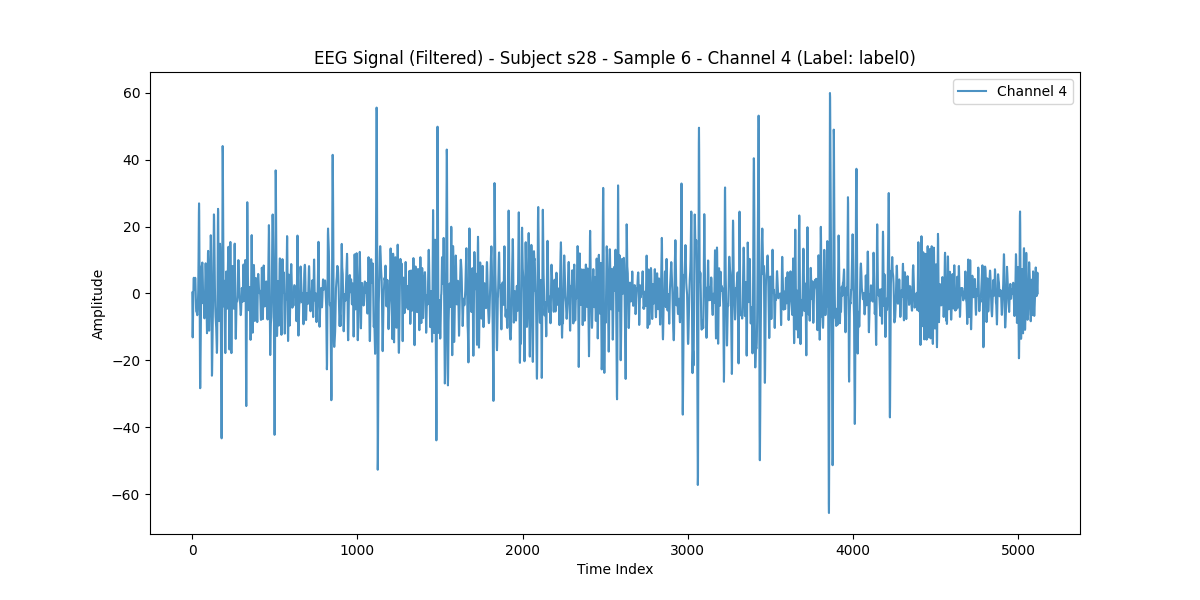 EEG Signal (Filtered) - Subject s28 - Sample 6 - Channel 4 (Label: label0)
Channel 4
60
40
20
0
−20
−40
−60
Amplitude
0 1000 2000 3000 4000 5000
Time Index